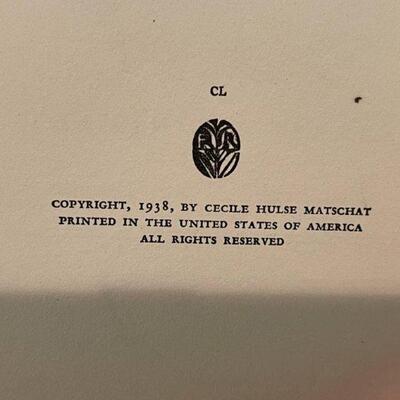 CL
F R
COPYRIGHT, 1938, BY CECILE HULSE MATSCHAT
PRINTED IN THE UNITED STATES OF AMERICA
ALL RIGHTS RESERVED